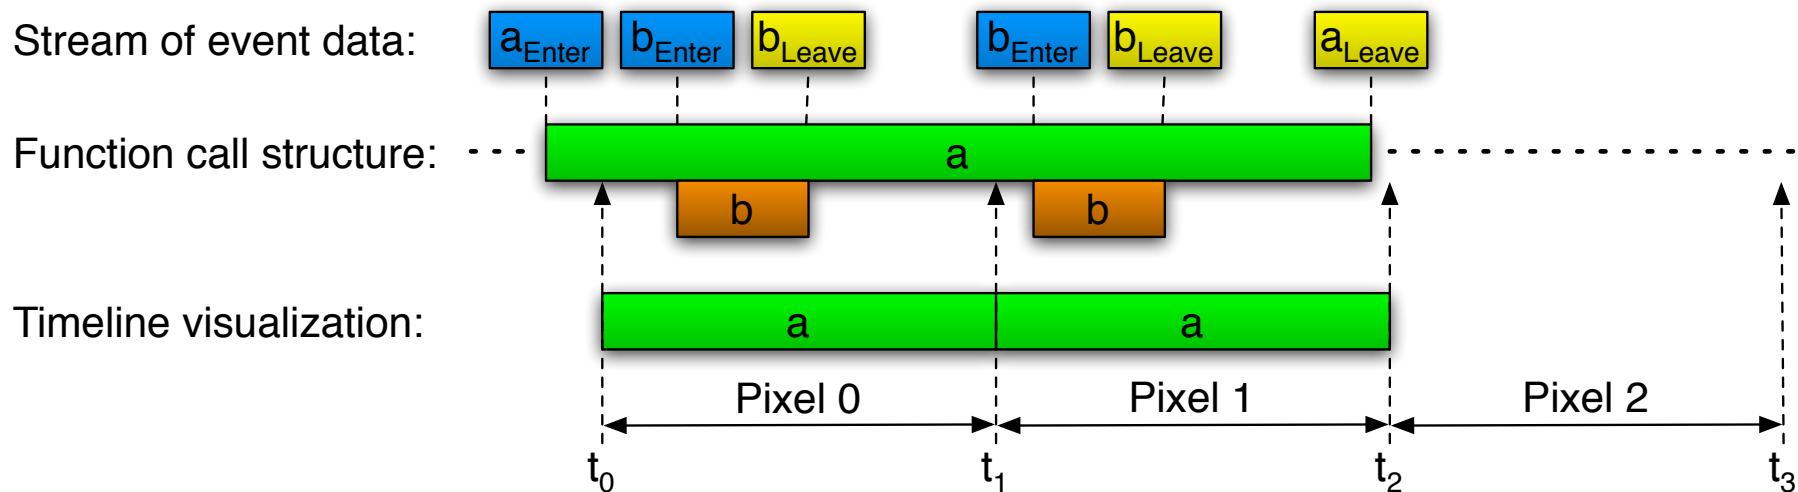 Stream of event data: aEnter bEnter bLeave bEnter bLeave aLeave
Function call structure: a
b b
Timeline visualization: a a
Pixel 0 Pixel 1 Pixel 2
t0 t1 t2 t3